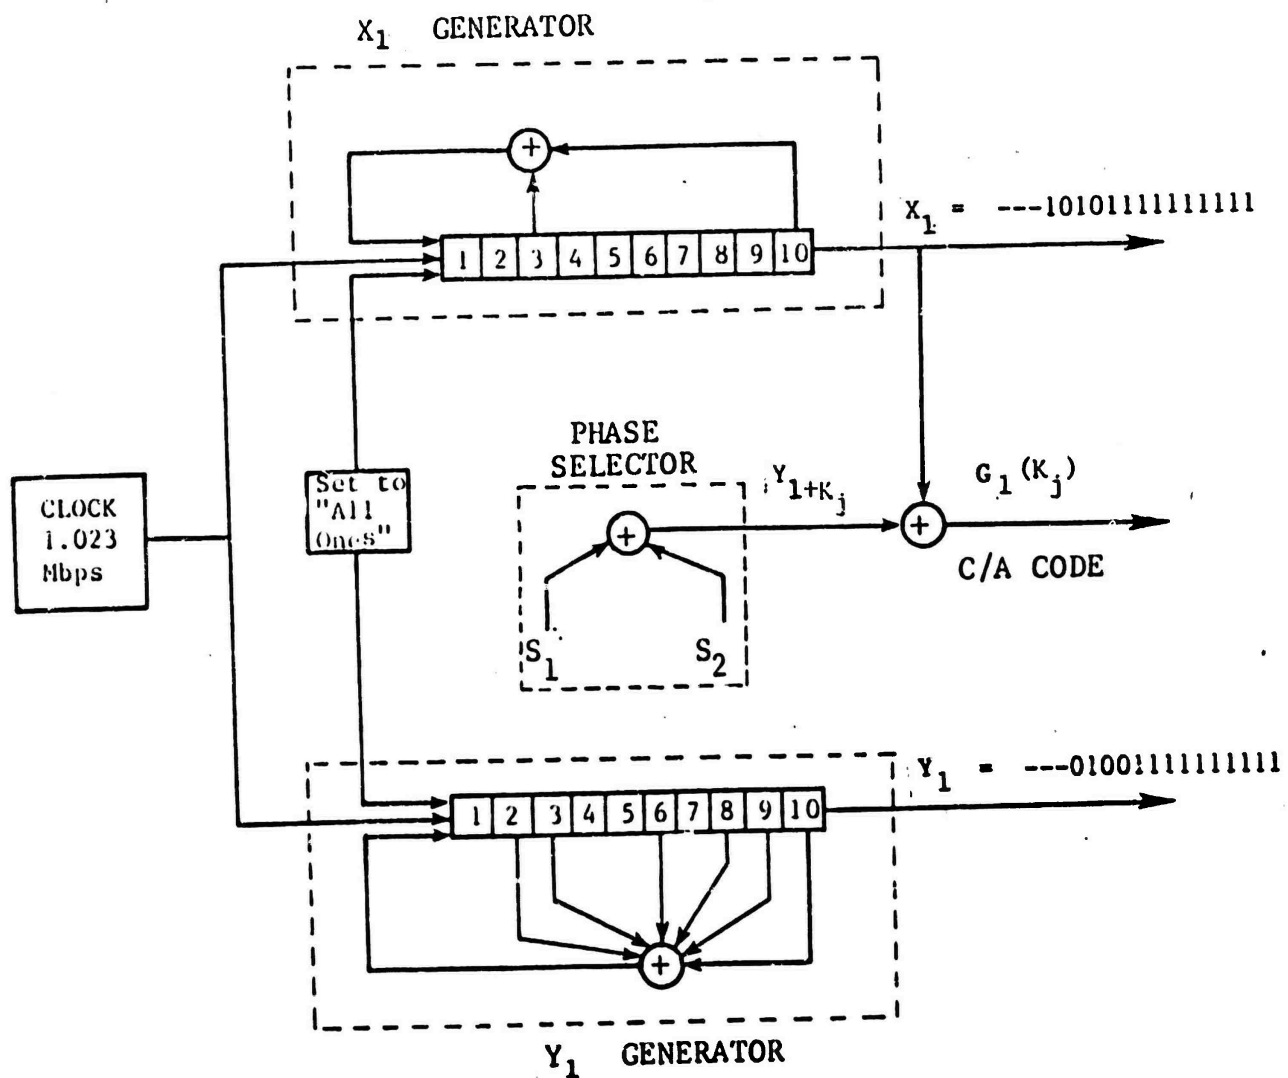 X₁ GENERATOR
X₁ = ---101011111111111
1 2 3 4 5 6 7 8 9 10
PHASE
SELECTOR
Y₁₊Kⱼ
G₁(Kⱼ)
Set to
"All
Ones"
CLOCK
1.023
Mbps
C/A CODE
S₁ S₂
Y₁ = ---010011111111111
1 2 3 4 5 6 7 8 9 10
Y₁ GENERATOR